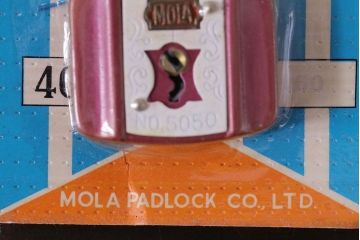 MOLA
40
NO. 5050
MOLA PADLOCK CO., LTD.